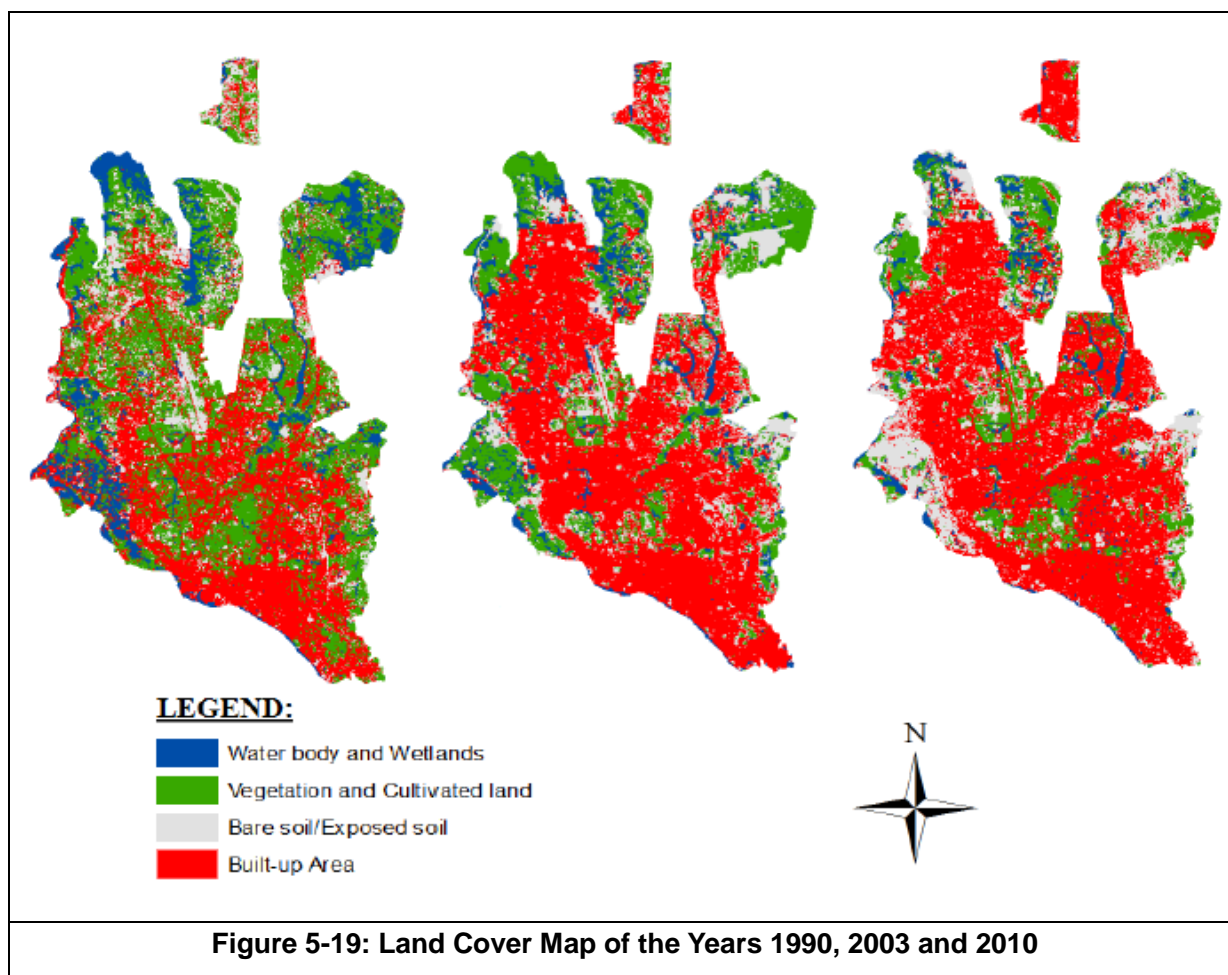 LEGEND:
N
Water body and Wetlands
Vegetation and Cultivated land
Bare soil/Exposed soil
Built-up Area
Figure 5-19: Land Cover Map of the Years 1990, 2003 and 2010